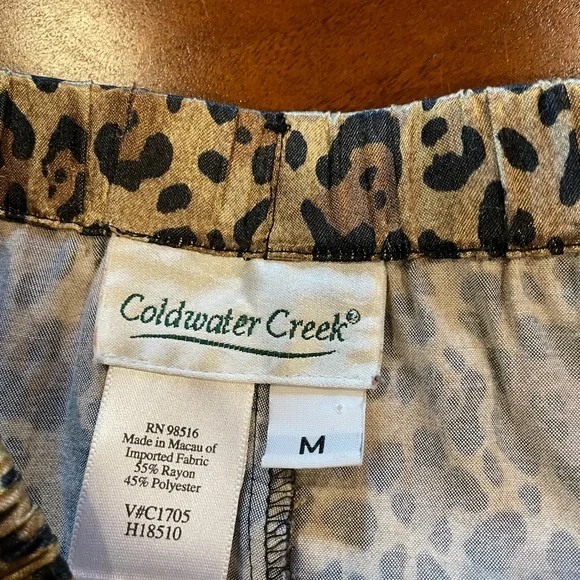 Coldwater Creek®
RN 98516
Made in Macau of
Imported Fabric
55% Rayon
45% Polyester
V#C1705
H18510
M